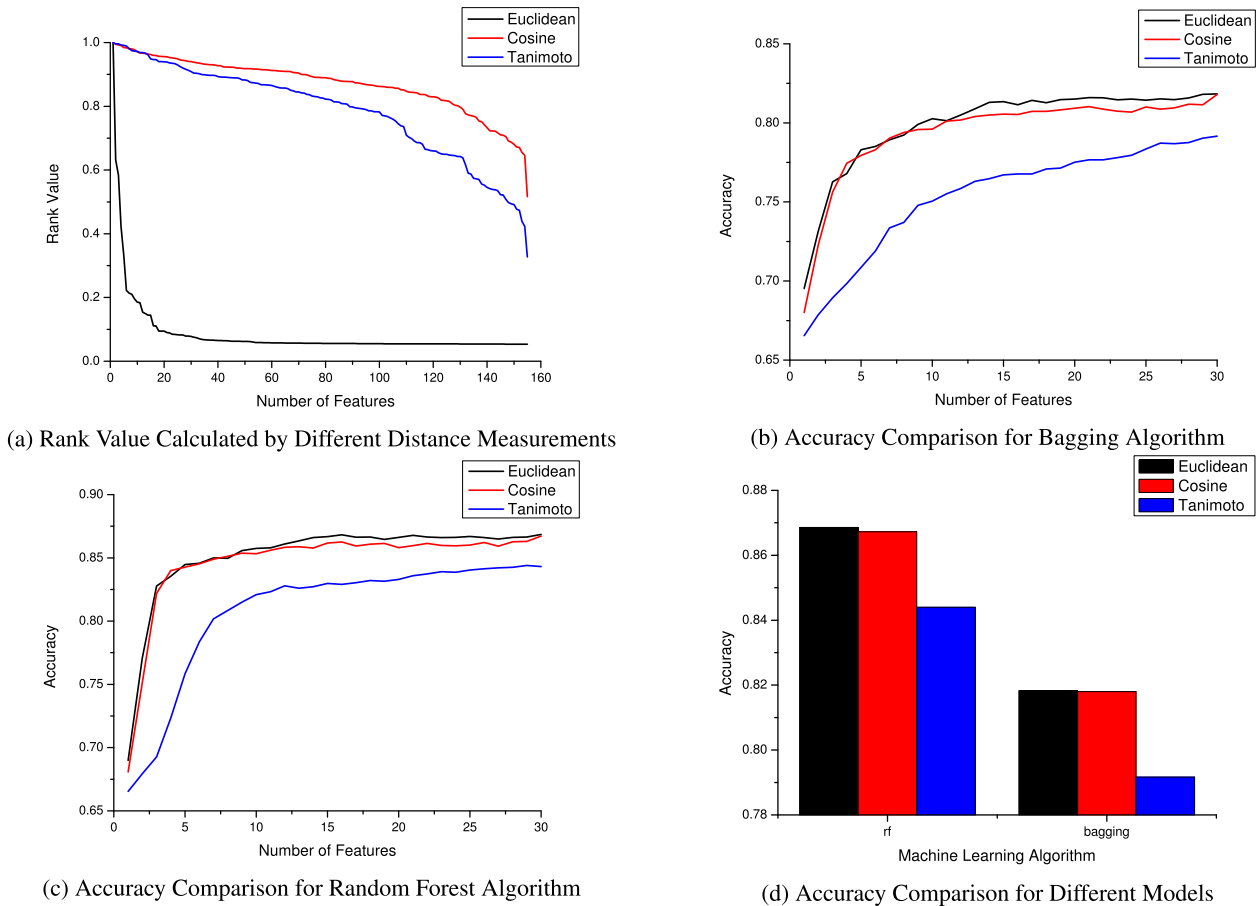 Euclidean
Cosine
Tanimoto
1.0
0.8
0.6
0.4
0.2
0.0
Rank Value
0 20 40 60 80 100 120 140 160
Number of Features
(a) Rank Value Calculated by Different Distance Measurements
Euclidean
Cosine
Tanimoto
0.85
0.80
0.75
0.70
0.65
Accuracy
0 5 10 15 20 25 30
Number of Features
(b) Accuracy Comparison for Bagging Algorithm
Euclidean
Cosine
Tanimoto
0.90
0.85
0.80
0.75
0.70
0.65
Accuracy
0 5 10 15 20 25 30
Number of Features
(c) Accuracy Comparison for Random Forest Algorithm
Euclidean
Cosine
Tanimoto
0.88
0.86
0.84
0.82
0.80
0.78
Accuracy
rf bagging
Machine Learning Algorithm
(d) Accuracy Comparison for Different Models